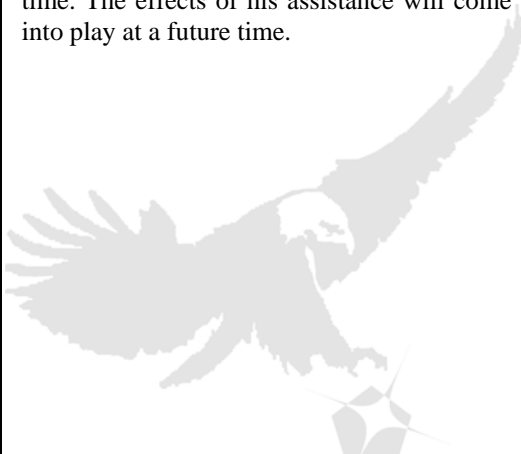 time. The effects of his assistance will come
into play at a future time.